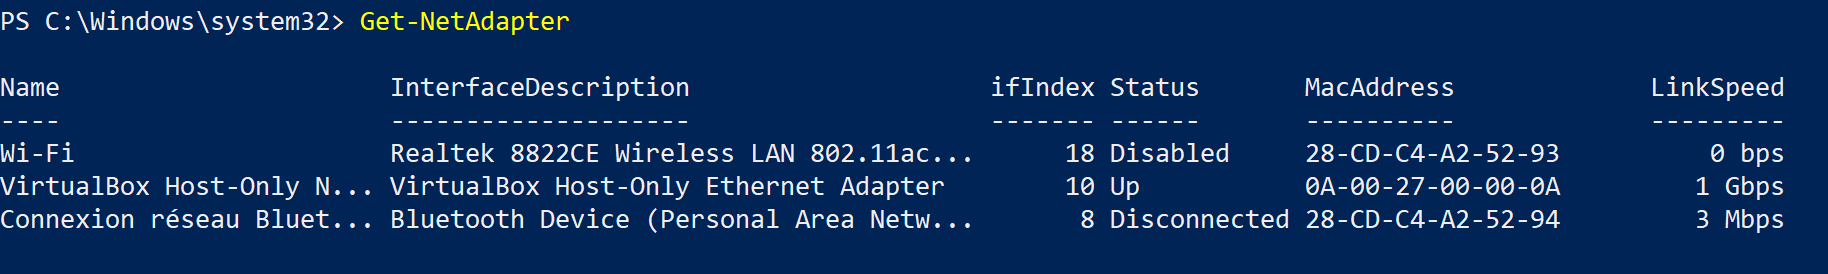 PS C:\Windows\system32> Get-NetAdapter
Name InterfaceDescription ifIndex Status MacAddress LinkSpeed
---- -------------------- ------- ------ ---------- ---------
Wi-Fi Realtek 8822CE Wireless LAN 802.11ac... 18 Disabled 28-CD-C4-A2-52-93 0 bps
VirtualBox Host-Only N... VirtualBox Host-Only Ethernet Adapter 10 Up 0A-00-27-00-00-0A 1 Gbps
Connexion réseau Bluet... Bluetooth Device (Personal Area Netw... 8 Disconnected 28-CD-C4-A2-52-94 3 Mbps